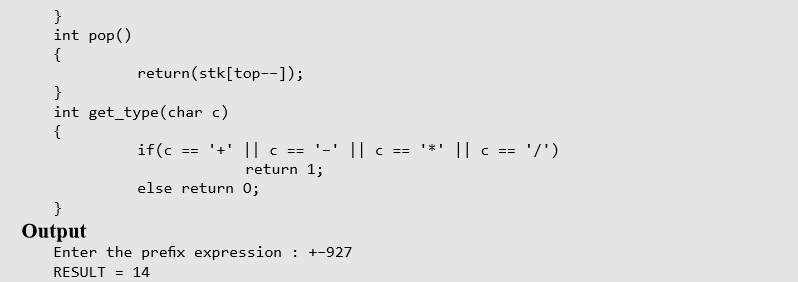 }
int pop()
{
return(stk[top--]);
}
int get_type(char c)
{
if(c == '+' || c == '-' || c == '*' || c == '/')
return 1;
else return 0;
}
Output
Enter the prefix expression : +-927
RESULT = 14